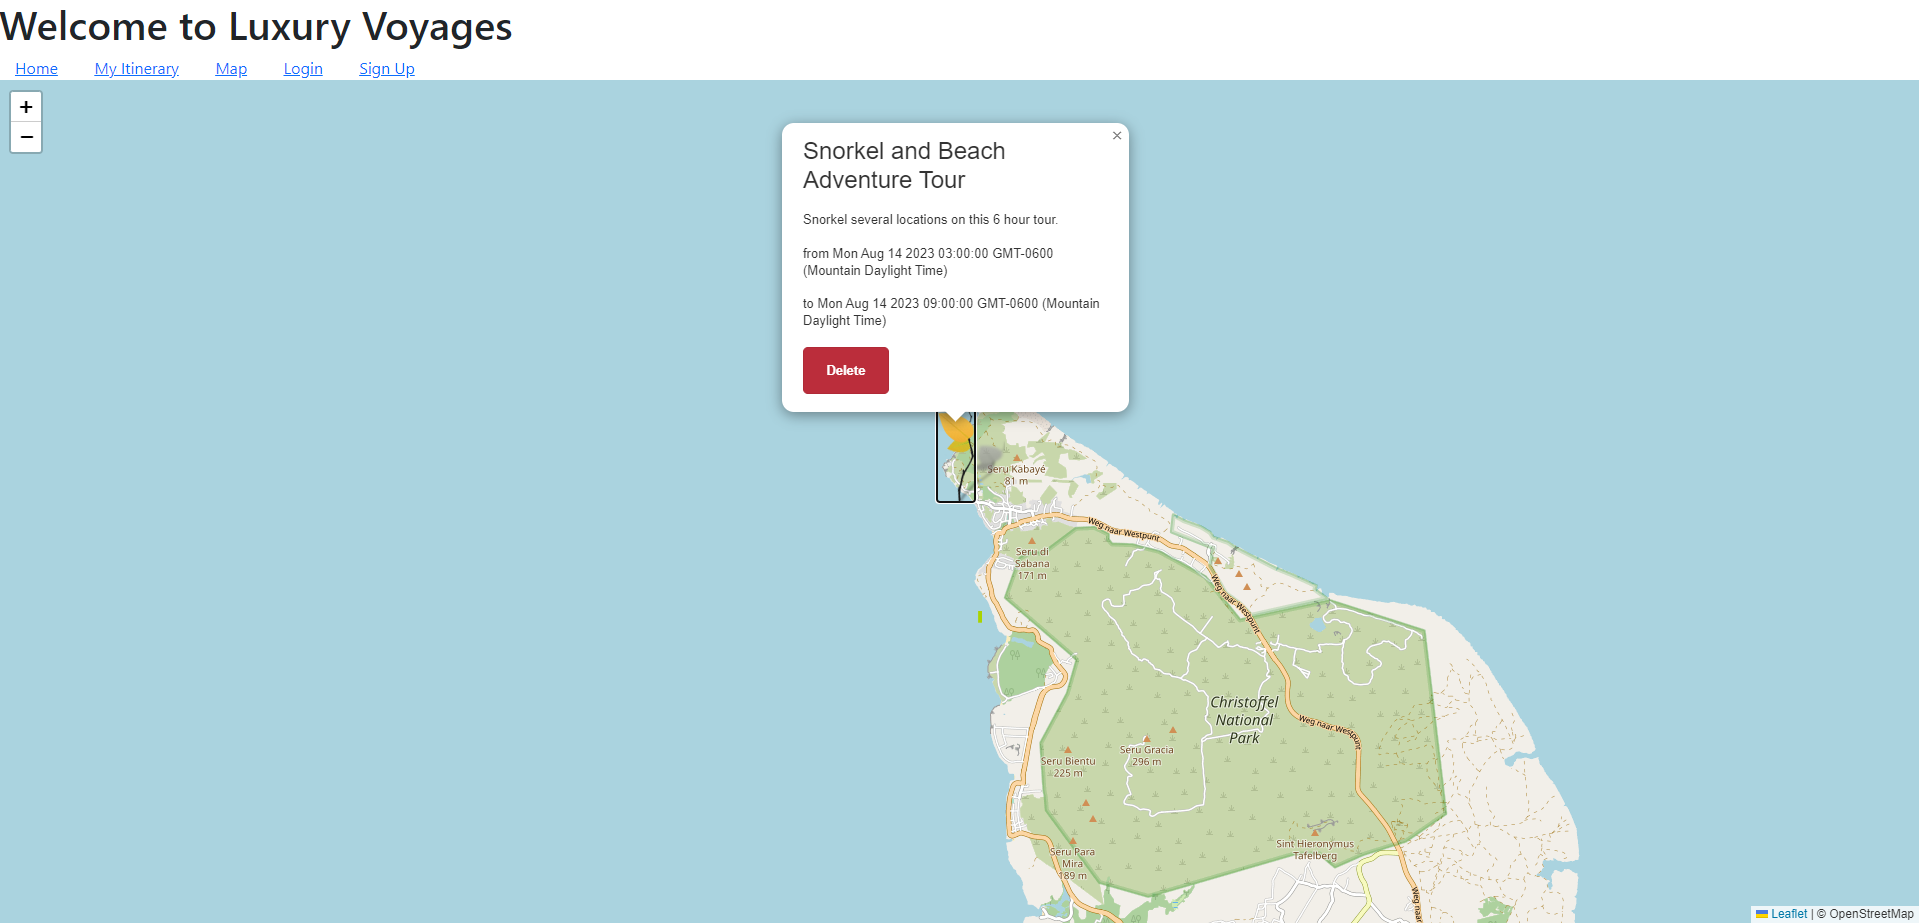 Welcome to Luxury Voyages
Home My Itinerary Map Login Sign Up
+
−
×
Snorkel and Beach
Adventure Tour
Snorkel several locations on this 6 hour tour.
from Mon Aug 14 2023 03:00:00 GMT-0600
(Mountain Daylight Time)
to Mon Aug 14 2023 09:00:00 GMT-0600 (Mountain
Daylight Time)
Delete
Seru Kabayé
81 m
Weg naar Westpunt
Seru di
Sabana
171 m
Weg naar Westpunt
Christoffel
National
Park
Weg naar Westpunt
Seru Gracia
296 m
Seru Bientu
225 m
Sint Hieronymus
Tafelberg
Seru Para
Mira
189 m
Weg naar
Leaflet | © OpenStreetMap